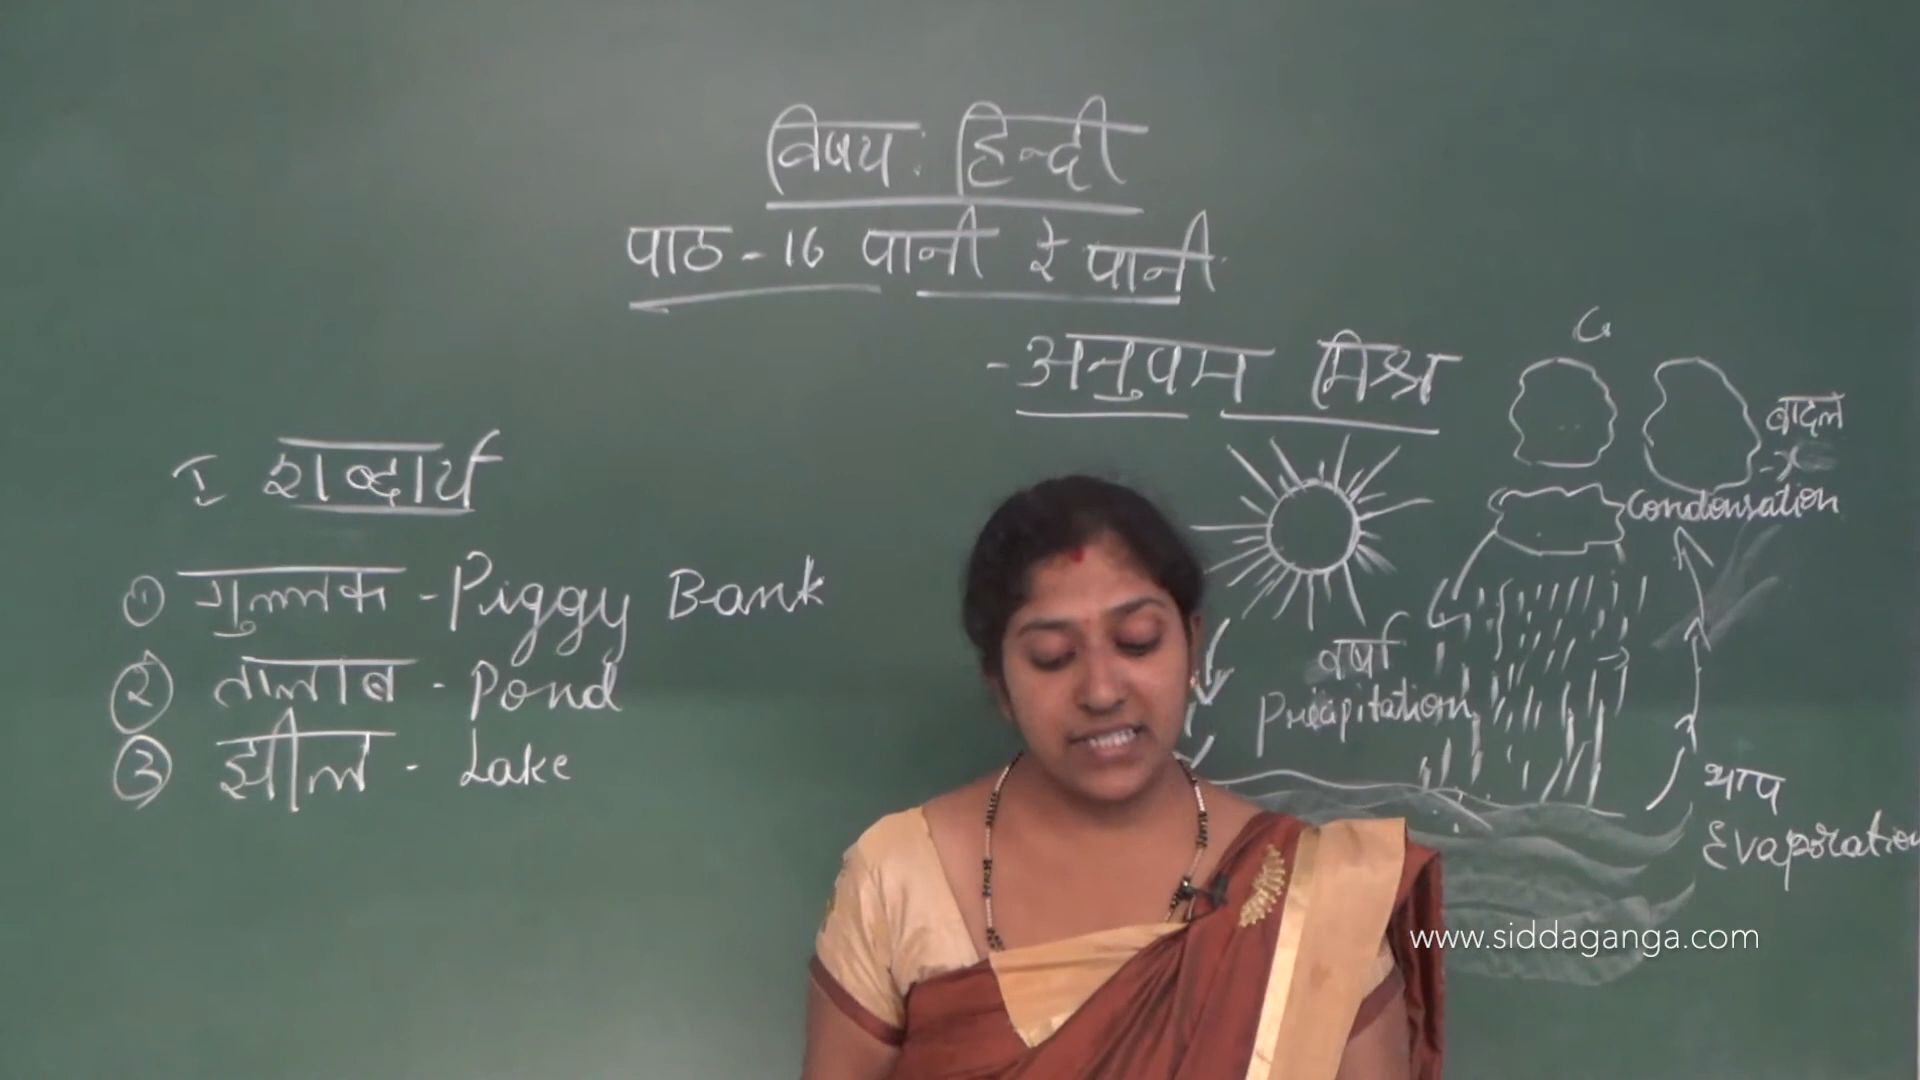 विषय: हिन्दी
पाठ - 16 पानी रे पानी
- अनुपम मिश्र
I शब्दार्थ
① गुल्लक - Piggy Bank
② तालाब - Pond
③ झील - Lake
बादल
Condensation
वर्षा
Precipitation
भाप
Evaporation
www.siddaganga.com